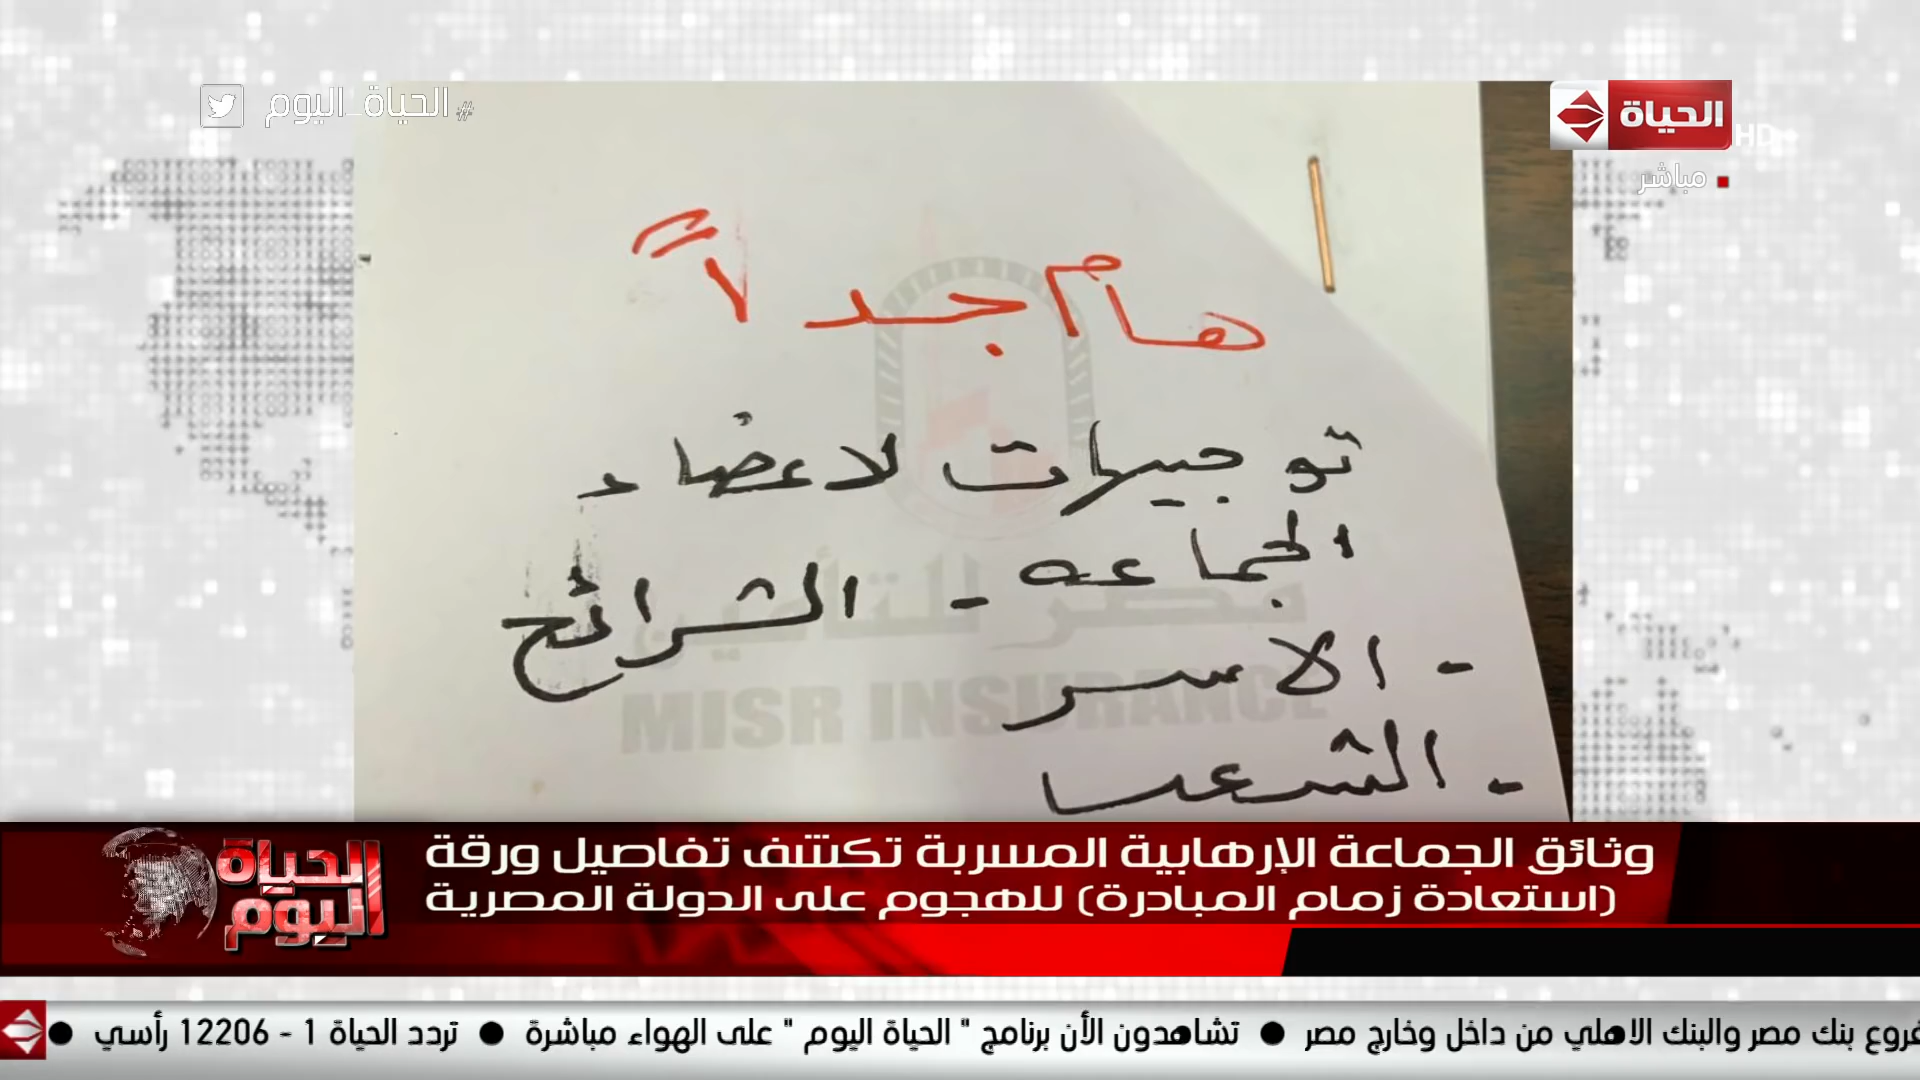 #الحياة_اليوم
الحياة
HD
مباشر
هام جداً
توجيهات لاعضاء
الجماعه - الشرائح
- الاسر
- الشعب
مصر للتأمين
MISR INSURANCE
الحياة
اليوم
وثائق الجماعة الإرهابية المسربة تكشف تفاصيل ورقة
(استعادة زمام المبادرة) للهجوم على الدولة المصرية
فروع بنك مصر والبنك الاهلي من داخل وخارج مصر ● تشاهدون الأن برنامج " الحياة اليوم " على الهواء مباشرة ● تردد الحياة 1 - 12206 رأسي ●